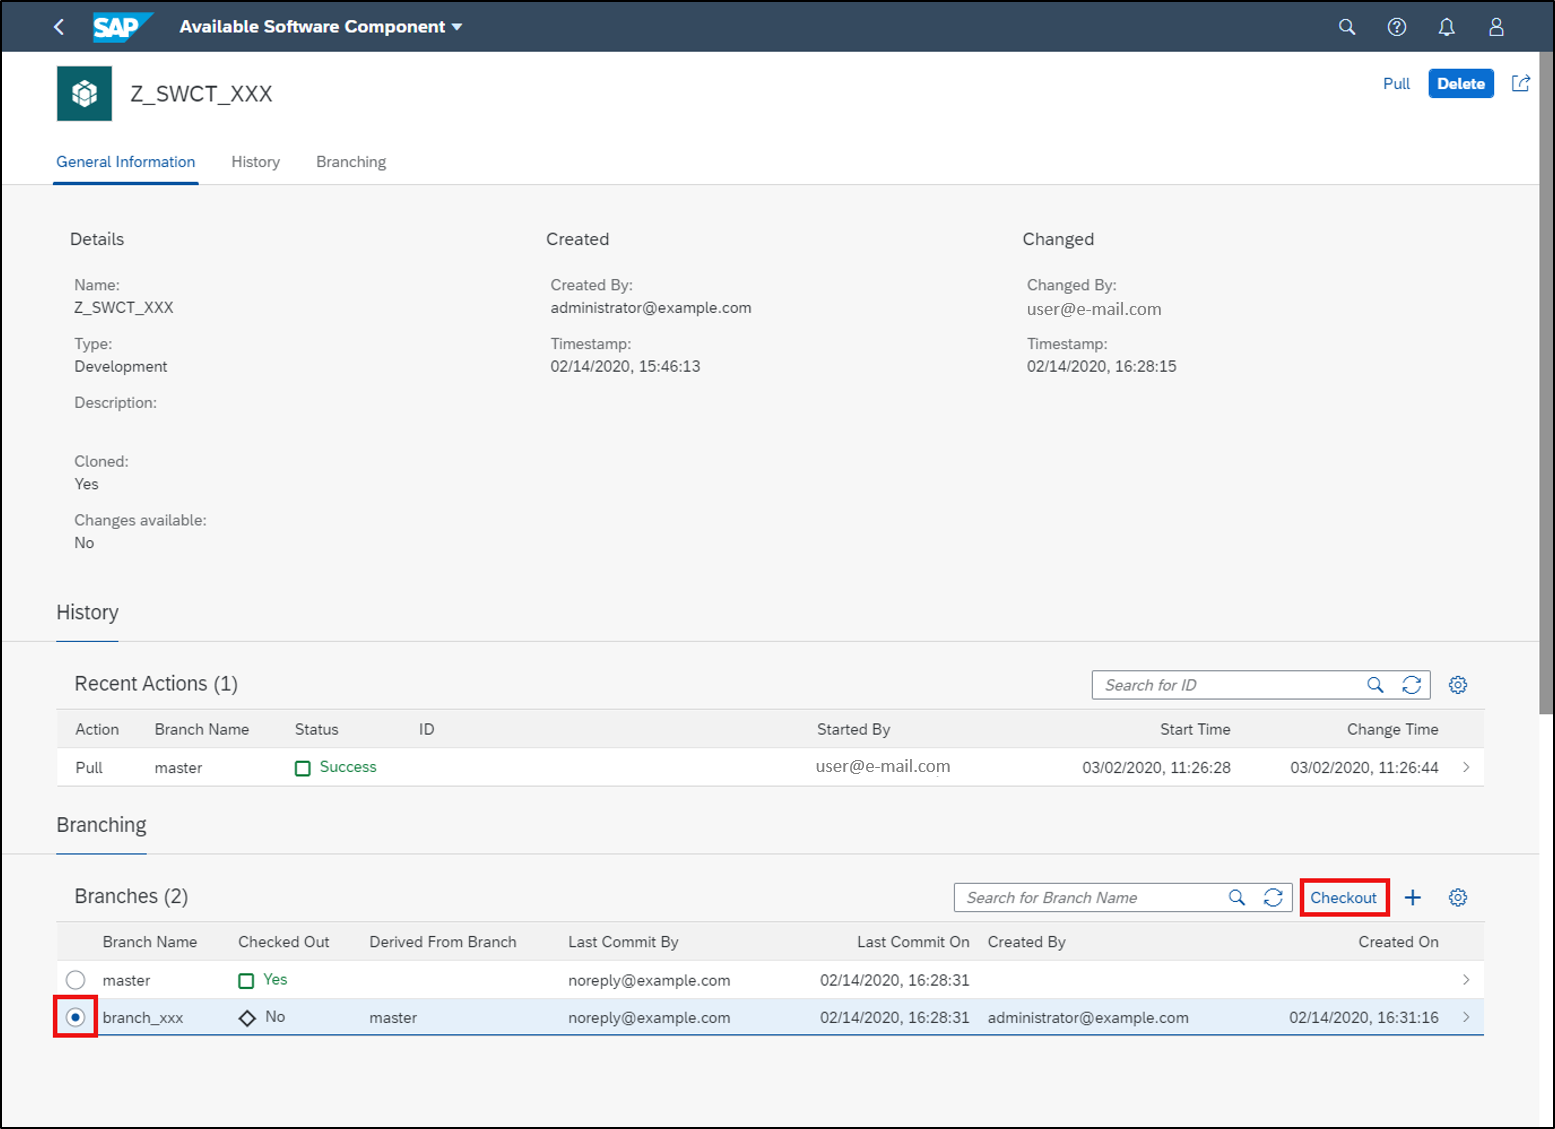 SAP Available Software Component
Z_SWCT_XXX
Pull Delete
General Information History Branching
Details Created Changed
Name: Created By: Changed By:
Z_SWCT_XXX administrator@example.com user@e-mail.com
Type: Timestamp: Timestamp:
Development 02/14/2020, 15:46:13 02/14/2020, 16:28:15
Description:
Cloned:
Yes
Changes available:
No
History
Recent Actions (1) Search for ID
Action Branch Name Status ID Started By Start Time Change Time
Pull master Success user@e-mail.com 03/02/2020, 11:26:28 03/02/2020, 11:26:44
Branching
Branches (2) Search for Branch Name Checkout
Branch Name Checked Out Derived From Branch Last Commit By Last Commit On Created By Created On
master Yes noreply@example.com 02/14/2020, 16:28:31
branch_xxx No master noreply@example.com 02/14/2020, 16:28:31 administrator@example.com 02/14/2020, 16:31:16